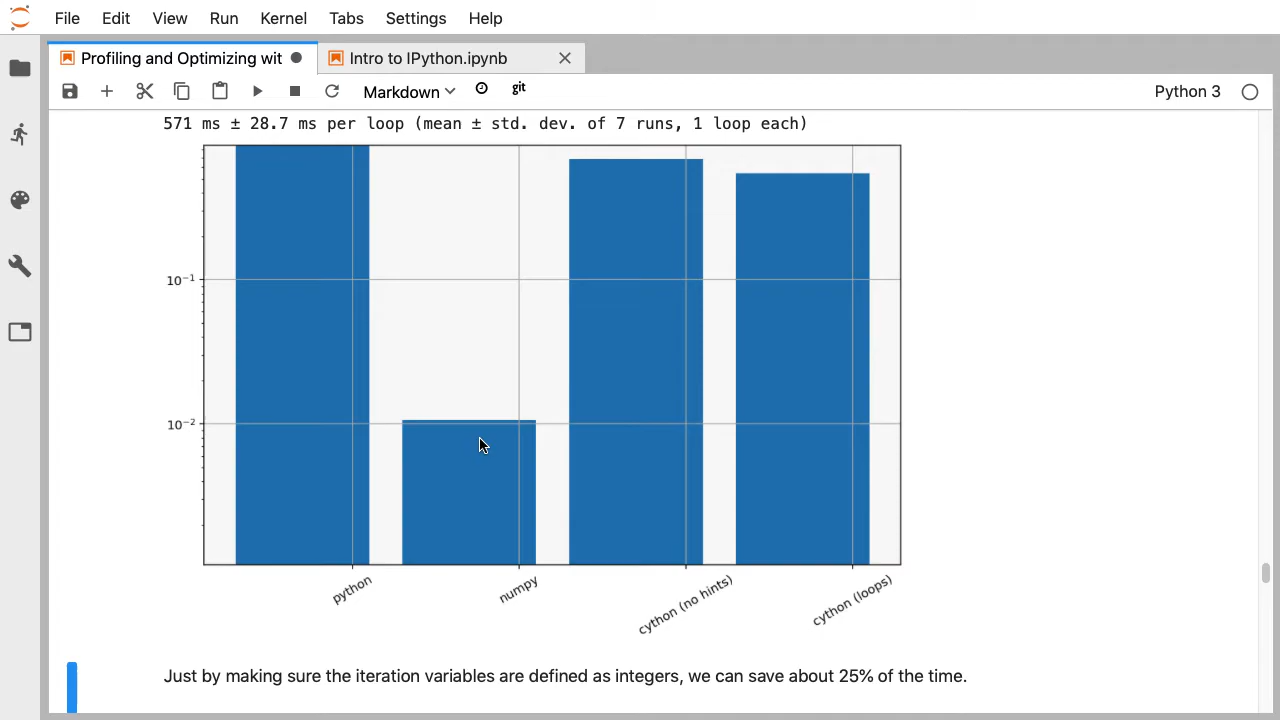 File Edit View Run Kernel Tabs Settings Help
Profiling and Optimizing wit
Intro to IPython.ipynb
Markdown
git
Python 3
571 ms ± 28.7 ms per loop (mean ± std. dev. of 7 runs, 1 loop each)
10⁻¹
10⁻²
python
numpy
cython (no hints)
cython (loops)
Just by making sure the iteration variables are defined as integers, we can save about 25% of the time.